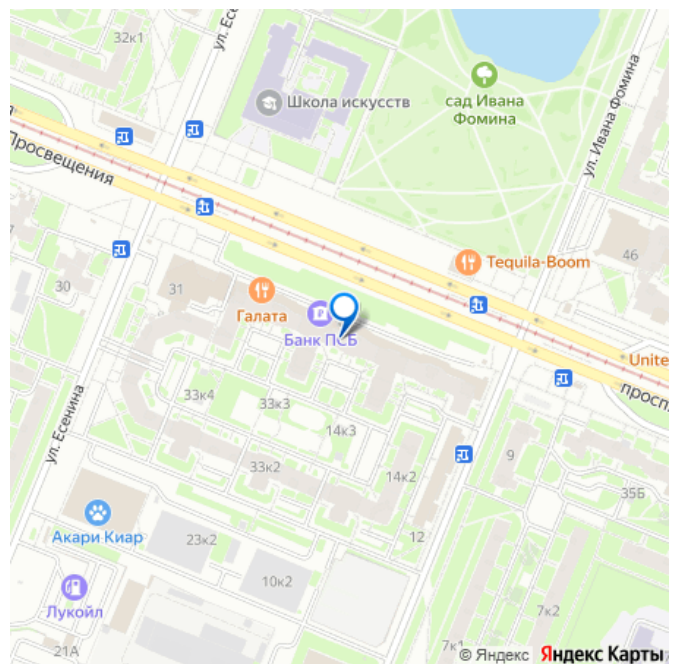 32к1
ул. Есенина
Школа искусств
сад Ивана
Фомина
ул. Ивана Фомина
Просвещения
Tequila-Boom
46
30
31
Галата
Банк ПСБ
Unite
просп
33к4
33к3
14к3
ул. Есенина
33к2
14к2
9
35Б
Акари Киар
23к2
12
10к2
Лукойл
7к2
7к1
21А
© Яндекс Яндекс Карты